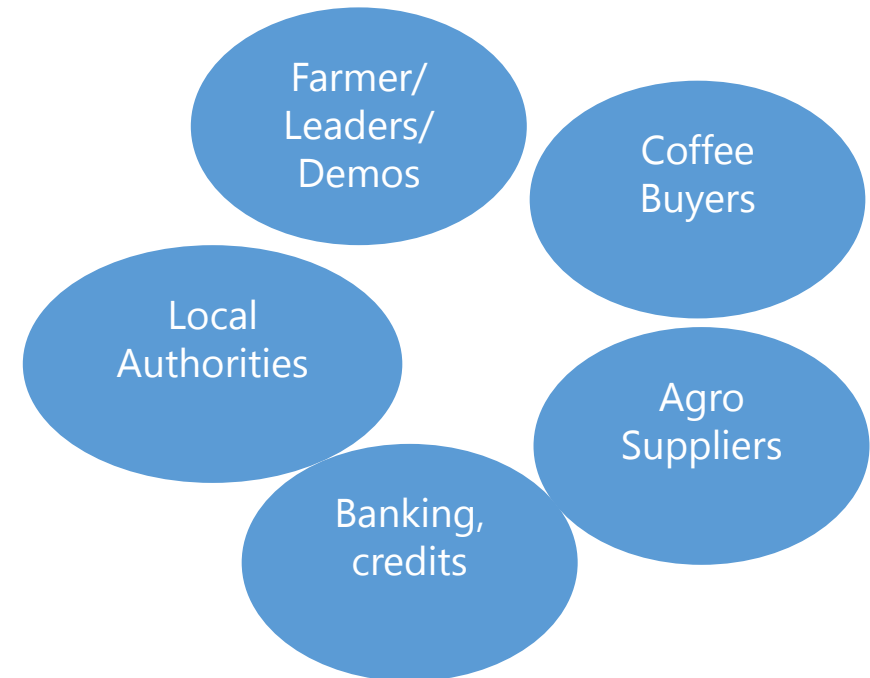 Farmer/
Leaders/
Demos
Coffee
Buyers
Local
Authorities
Agro
Suppliers
Banking,
credits